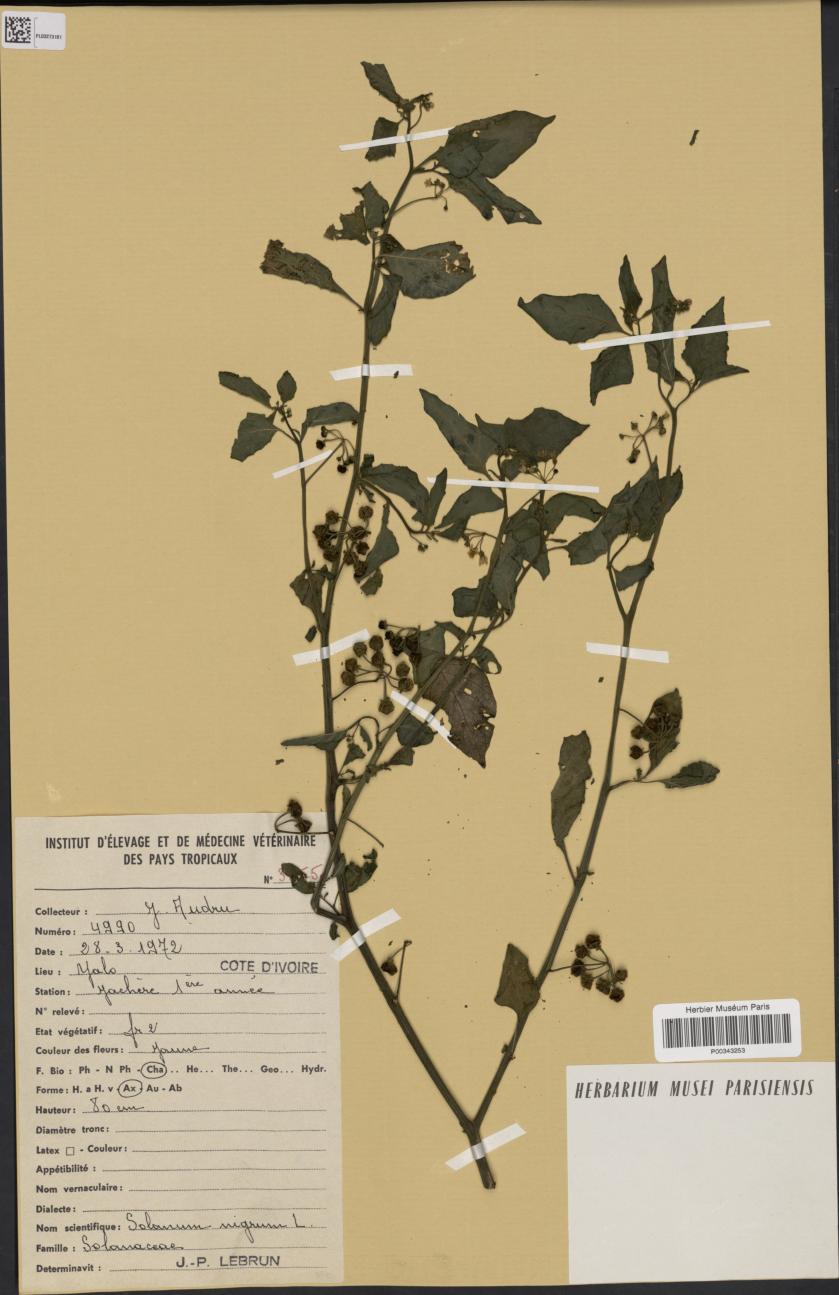 INSTITUT D'ÉLEVAGE ET DE MÉDECINE VÉTÉRINAIRE
DES PAYS TROPICAUX
N°
Collecteur : J. Audru
Numéro : 4990
Date : 28.3.1972
Lieu : Yalo COTE D'IVOIRE
Station : Jachère 1ère année
N° relevé :
Etat végétatif : fr 2
Couleur des fleurs : Jaune
F. Bio : Ph - N Ph - Cha .. He... The... Geo... Hydr.
Forme : H. a H. v - Ax - Au - Ab
Hauteur : 80 cm
Diamètre tronc :
Latex □ - Couleur :
Appétibilité :
Nom vernaculaire :
Dialecte :
Nom scientifique : Solanum nigrum L.
Famille : Solanaceae
Determinavit : J.-P. LEBRUN
Herbier Muséum Paris
P00343253
HERBARIUM MUSEI PARISIENSIS